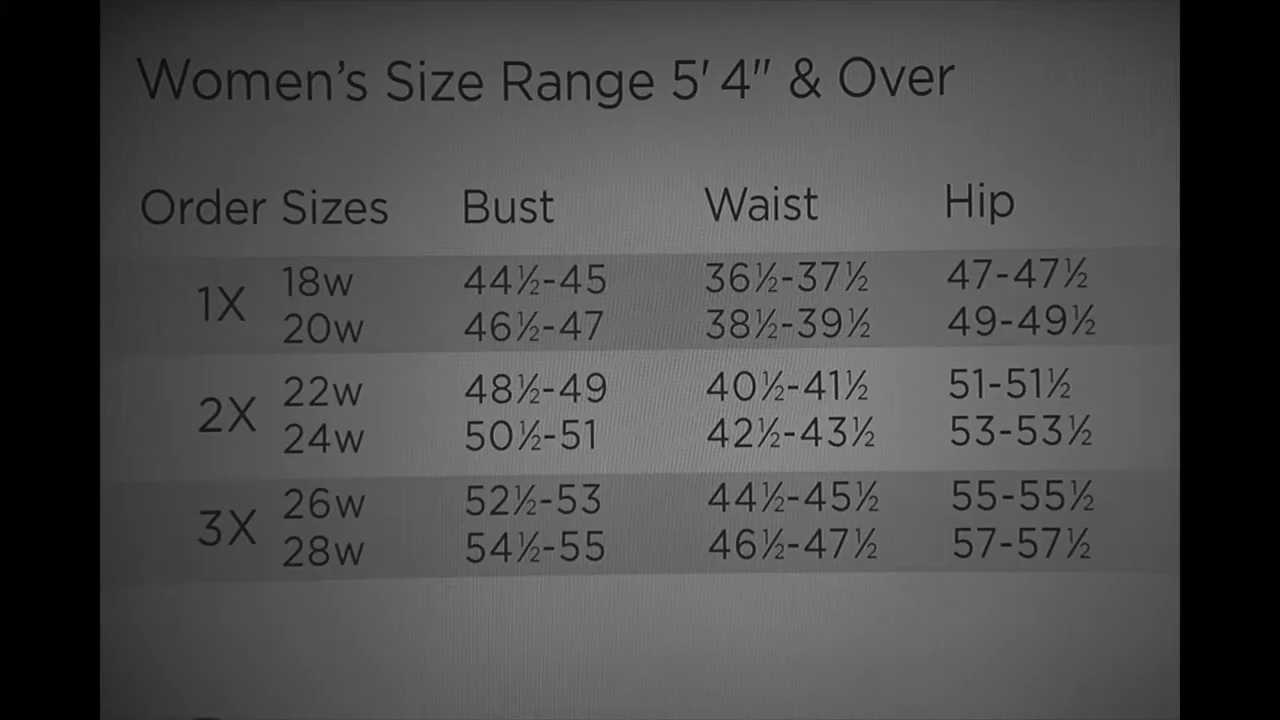 Women's Size Range 5' 4" & Over
Order Sizes Bust Waist Hip
1X
18w 44½-45 36½-37½ 47-47½
20w 46½-47 38½-39½ 49-49½
2X
22w 48½-49 40½-41½ 51-51½
24w 50½-51 42½-43½ 53-53½
3X
26w 52½-53 44½-45½ 55-55½
28w 54½-55 46½-47½ 57-57½